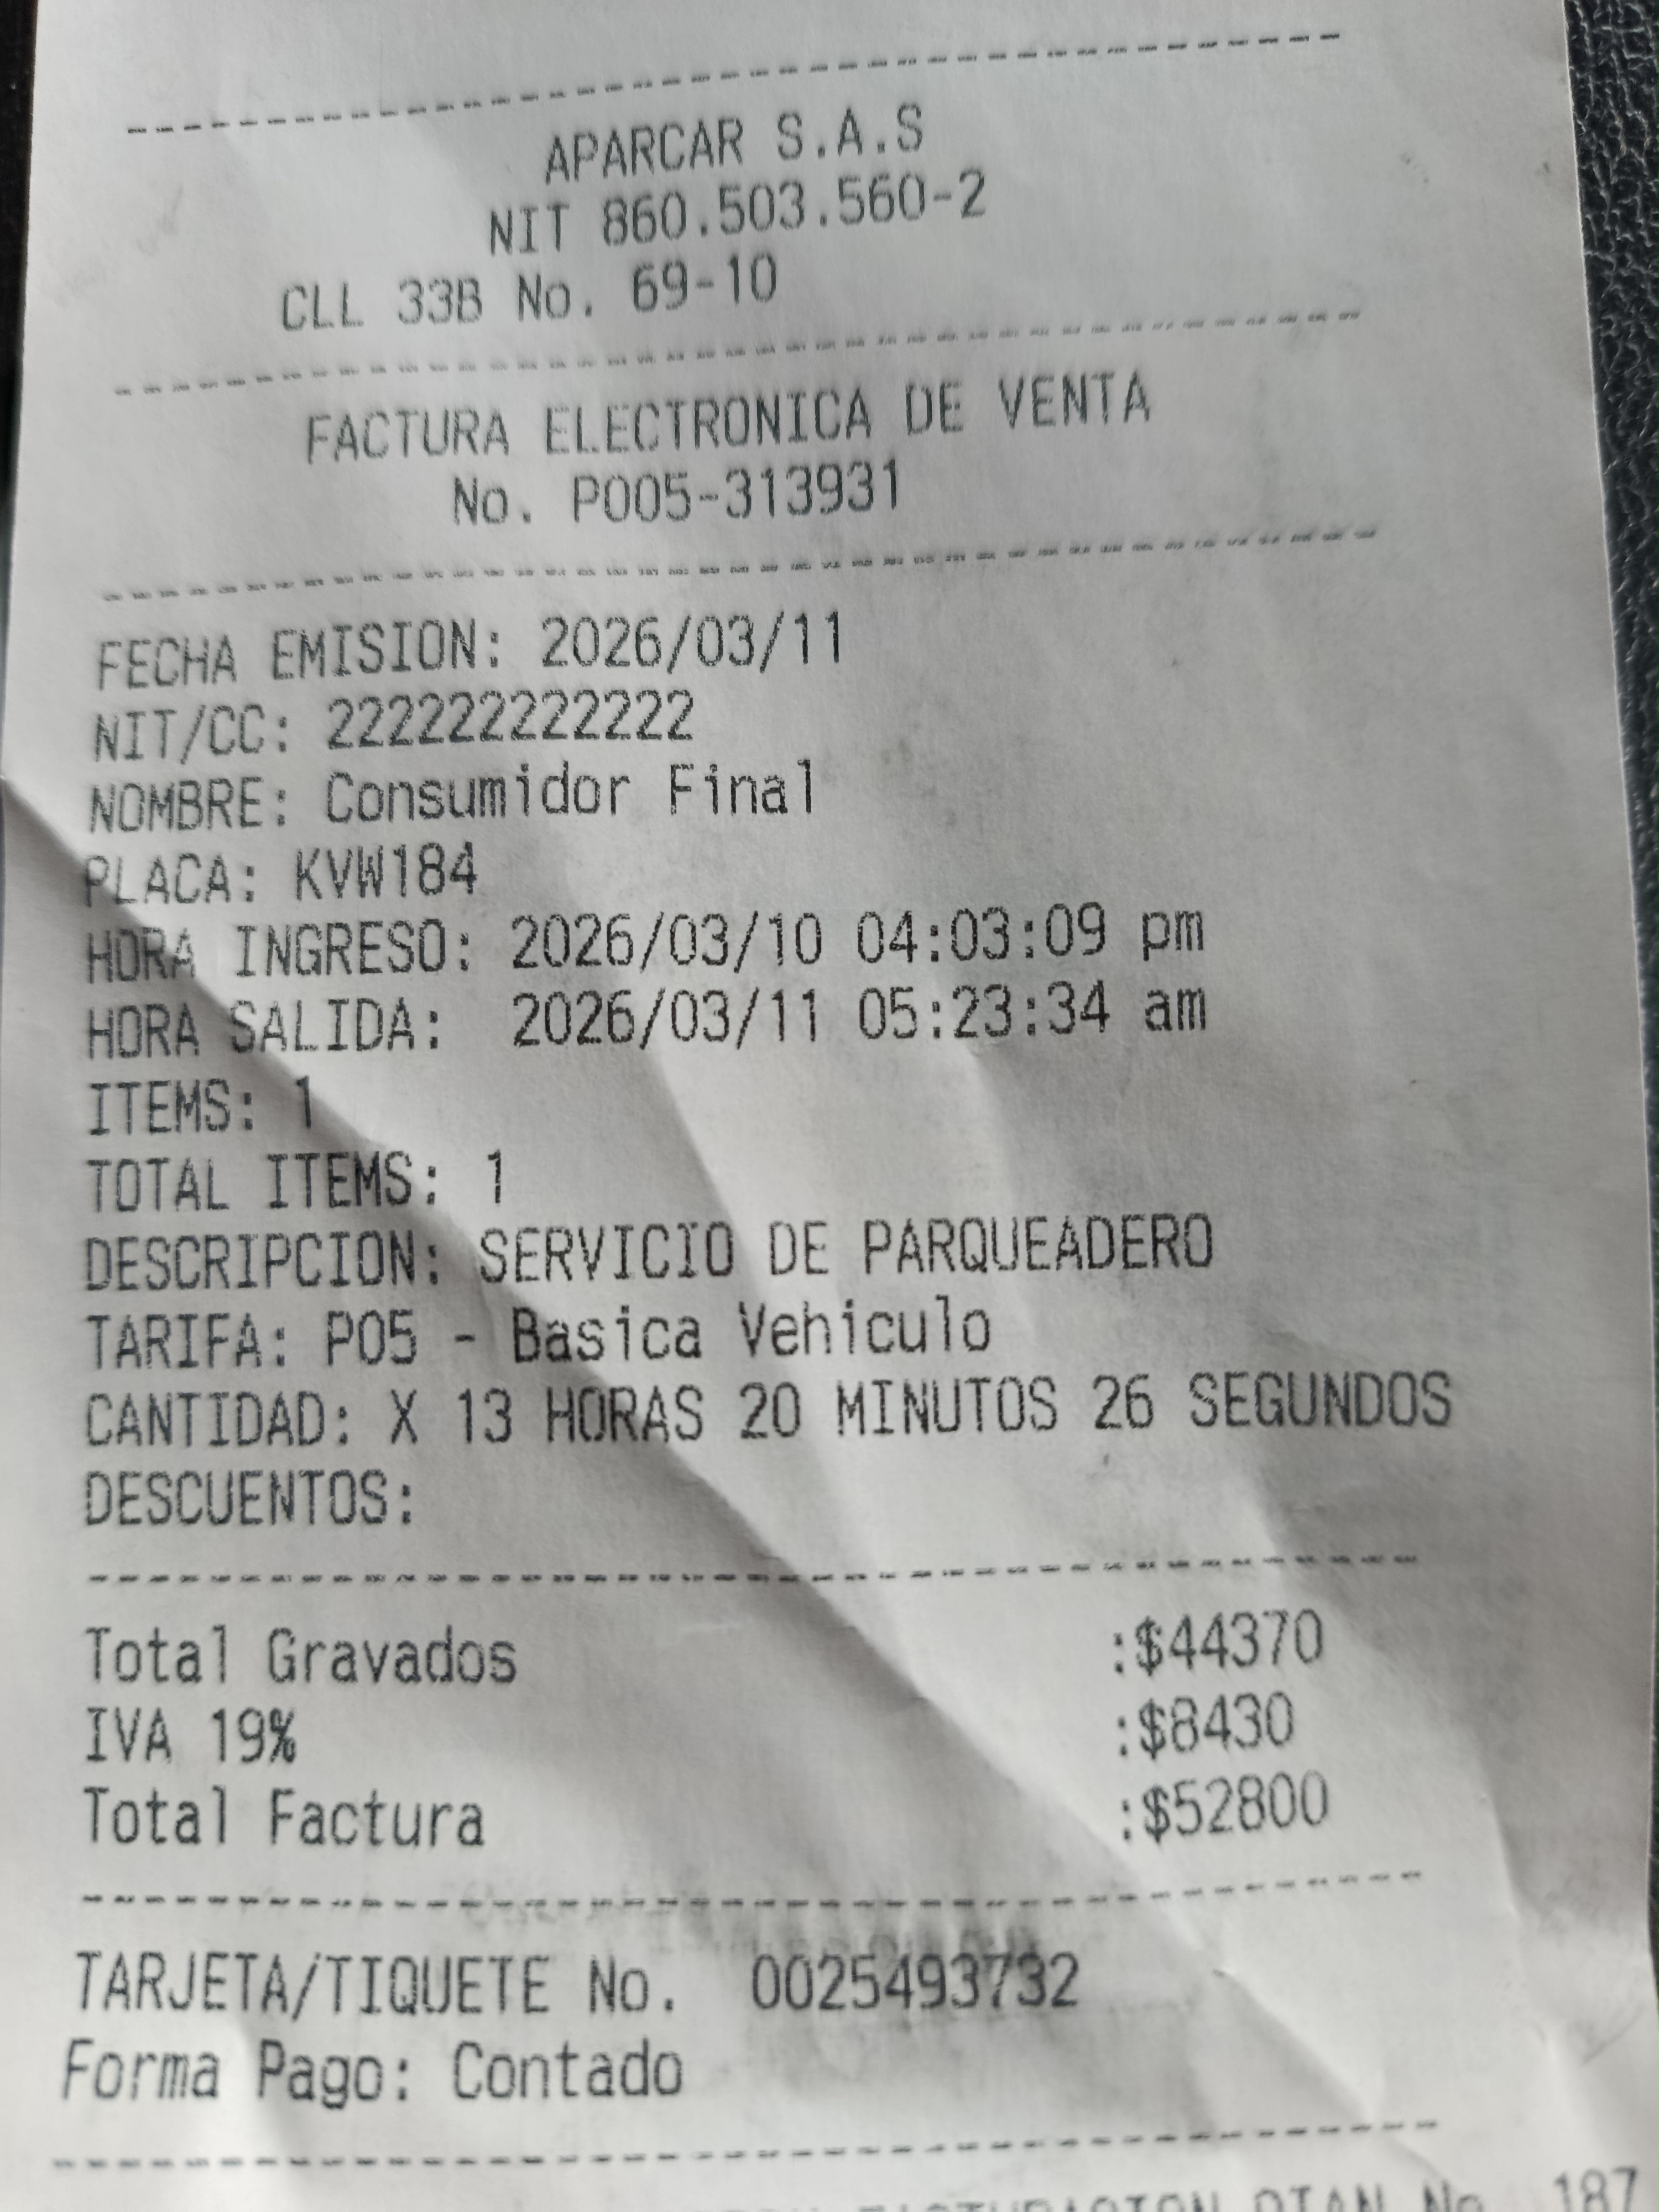 APARCAR S.A.S
NIT 860.503.560-2
CLL 33B No. 69-10
FACTURA ELECTRONICA DE VENTA
No. P005-313931
FECHA EMISION: 2026/03/11
NIT/CC: 222222222222
NOMBRE: Consumidor Final
PLACA: KVW184
HORA INGRESO: 2026/03/10 04:03:09 pm
HORA SALIDA: 2026/03/11 05:23:34 am
ITEMS: 1
TOTAL ITEMS: 1
DESCRIPCION: SERVICIO DE PARQUEADERO
TARIFA: P05 - Basica Vehiculo
CANTIDAD: X 13 HORAS 20 MINUTOS 26 SEGUNDOS
DESCUENTOS:
Total Gravados :$44370
IVA 19% :$8430
Total Factura :$52800
TARJETA/TIQUETE No. 0025493732
Forma Pago: Contado
FACTURACION DIAN No. 187